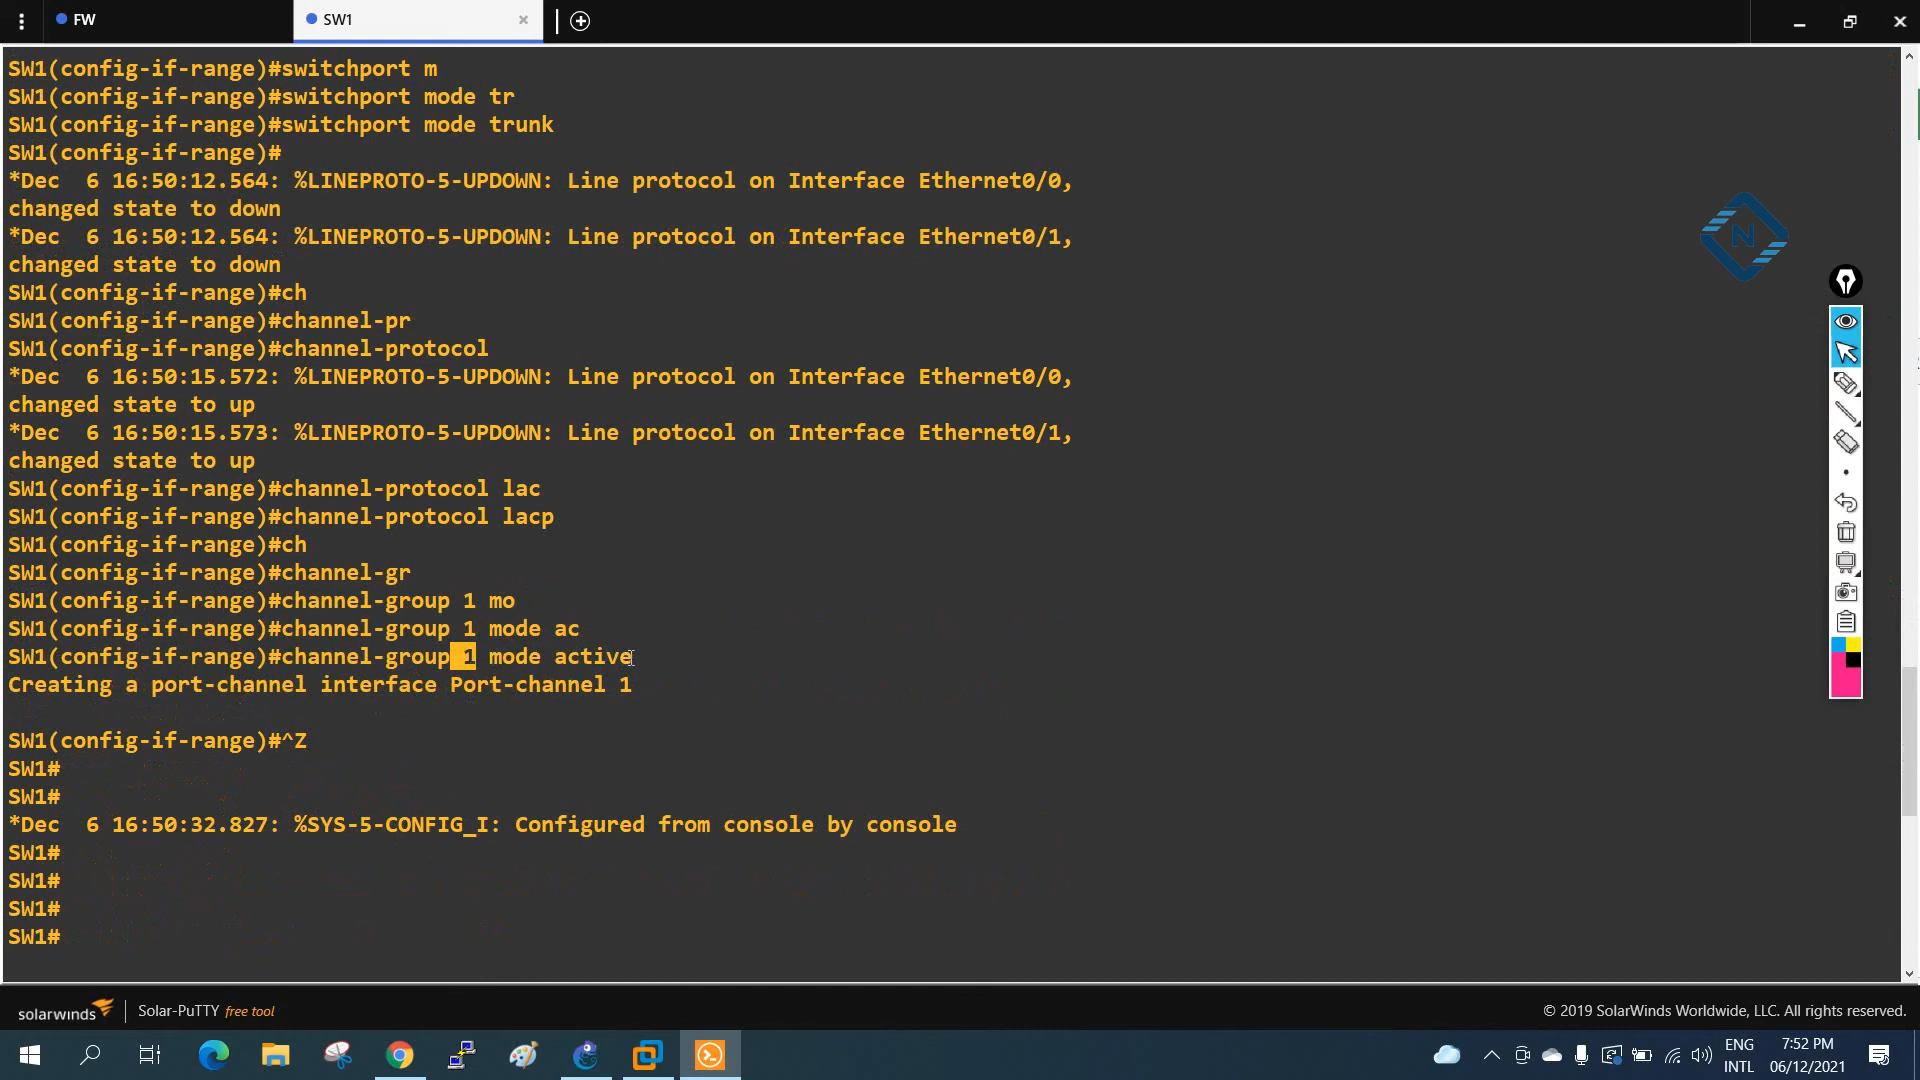 FW
SW1
SW1(config-if-range)#switchport m
SW1(config-if-range)#switchport mode tr
SW1(config-if-range)#switchport mode trunk
SW1(config-if-range)#
*Dec  6 16:50:12.564: %LINEPROTO-5-UPDOWN: Line protocol on Interface Ethernet0/0,
changed state to down
*Dec  6 16:50:12.564: %LINEPROTO-5-UPDOWN: Line protocol on Interface Ethernet0/1,
changed state to down
SW1(config-if-range)#ch
SW1(config-if-range)#channel-pr
SW1(config-if-range)#channel-protocol
*Dec  6 16:50:15.572: %LINEPROTO-5-UPDOWN: Line protocol on Interface Ethernet0/0,
changed state to up
*Dec  6 16:50:15.573: %LINEPROTO-5-UPDOWN: Line protocol on Interface Ethernet0/1,
changed state to up
SW1(config-if-range)#channel-protocol lac
SW1(config-if-range)#channel-protocol lacp
SW1(config-if-range)#ch
SW1(config-if-range)#channel-gr
SW1(config-if-range)#channel-group 1 mo
SW1(config-if-range)#channel-group 1 mode ac
SW1(config-if-range)#channel-group 1 mode active
Creating a port-channel interface Port-channel 1
SW1(config-if-range)#^Z
SW1#
SW1#
*Dec  6 16:50:32.827: %SYS-5-CONFIG_I: Configured from console by console
SW1#
SW1#
SW1#
SW1#
N
solarwinds
Solar-PuTTY free tool
© 2019 SolarWinds Worldwide, LLC. All rights reserved.
ENG
INTL
7:52 PM
06/12/2021